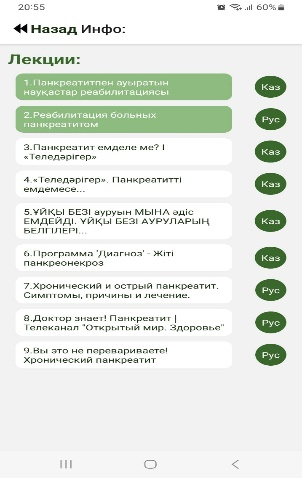 20:55
60%
Назад Инфо:
Лекции:
1.Панкреатитпен ауыратын
науқастар реабилитациясы
Каз
2.Реабилитация больных
панкреатитом
Рус
3.Панкреатит емделе ме? I
«Теледәрігер»
Каз
4.«Теледәрігер». Панкреатитті
емдемесе...
Каз
5.ҰЙҚЫ БЕЗІ ауруын МЫНА әдіс
ЕМДЕЙДІ. ҰЙҚЫ БЕЗІ АУРУЛАРЫҢ
БЕЛГІЛЕРІ...
Каз
6.Программа 'Диагноз' - Жіті
панкреонекроз
Каз
7.Хронический и острый панкреатит.
Симптомы, причины и лечение.
Рус
8.Доктор знает! Панкреатит |
Телеканал "Открытый мир. Здоровье"
Рус
9.Вы это не перевариваете!
Хронический панкреатит
Рус